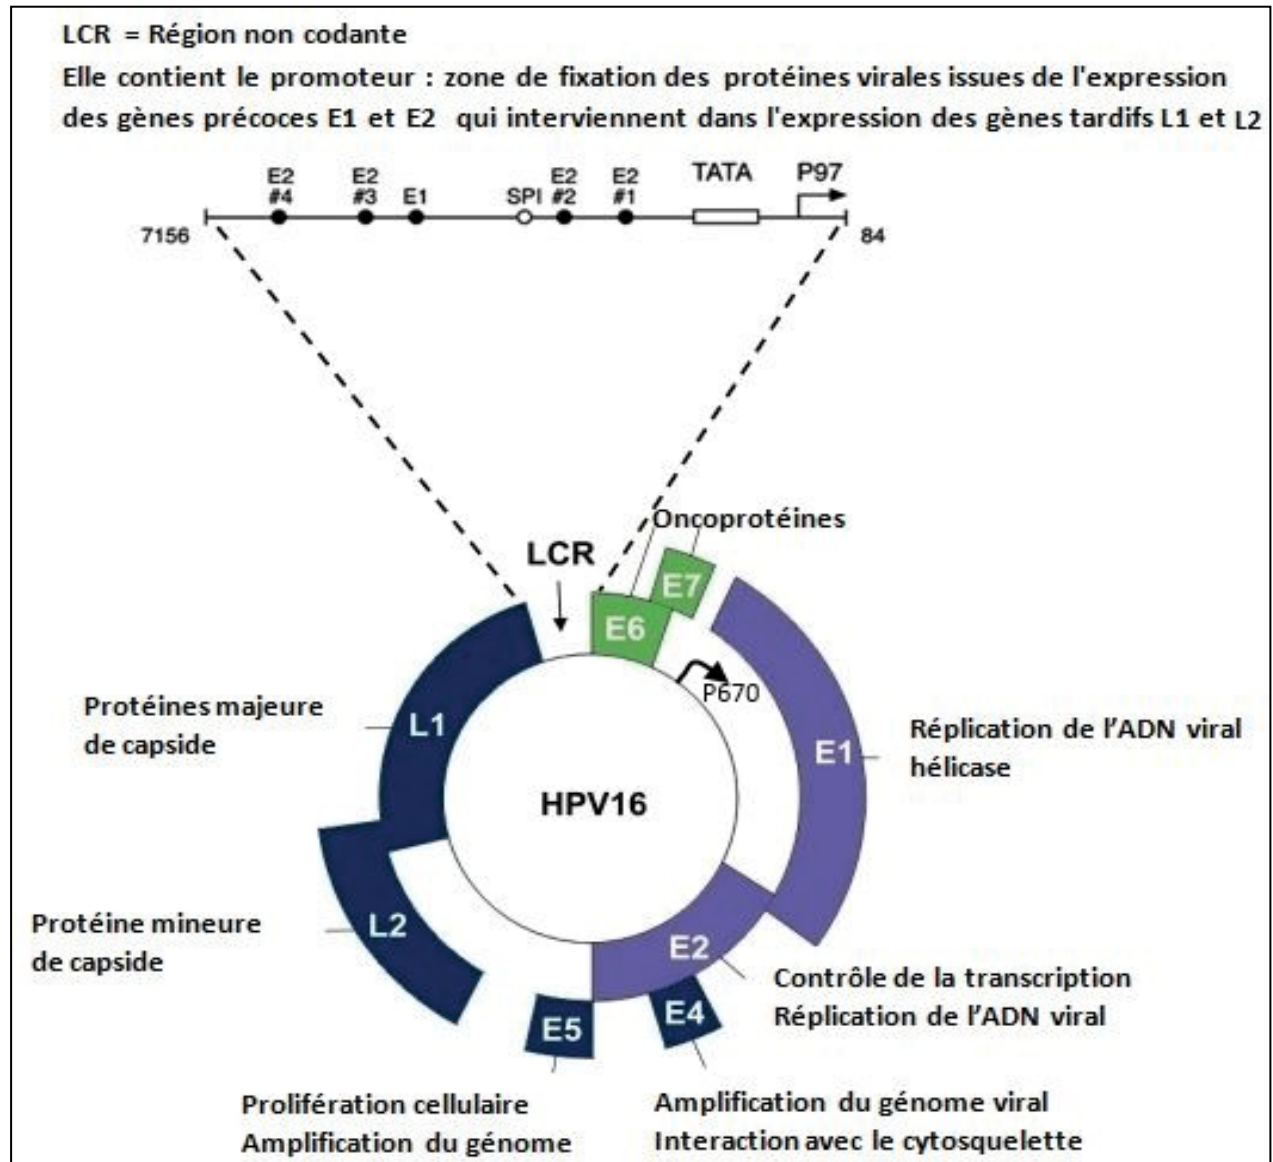 LCR = Région non codante
Elle contient le promoteur : zone de fixation des protéines virales issues de l'expression
des gènes précoces E1 et E2 qui interviennent dans l'expression des gènes tardifs L1 et L2
E2 E2 E2 E2 TATA P97
#4 #3 E1 SPI #2 #1
7156 84
Oncoprotéines
LCR
E7
E6
P670
Protéines majeure
de capside
L1
E1
Réplication de l'ADN viral
hélicase
HPV16
Protéine mineure
de capside
L2
E2
Contrôle de la transcription
Réplication de l'ADN viral
E5
E4
Prolifération cellulaire
Amplification du génome
Amplification du génome viral
Interaction avec le cytosquelette